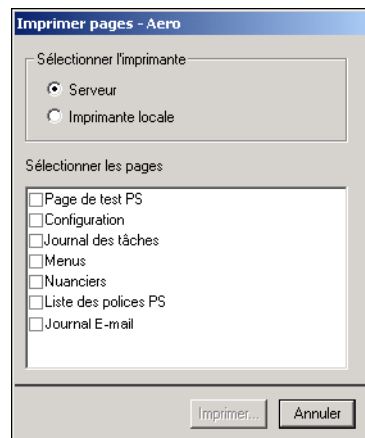 Imprimer pages - Aero
Sélectionner l'imprimante
Serveur
Imprimante locale
Sélectionner les pages
Page de test PS
Configuration
Journal des tâches
Menus
Nuanciers
Liste des polices PS
Journal E-mail
Imprimer... Annuler